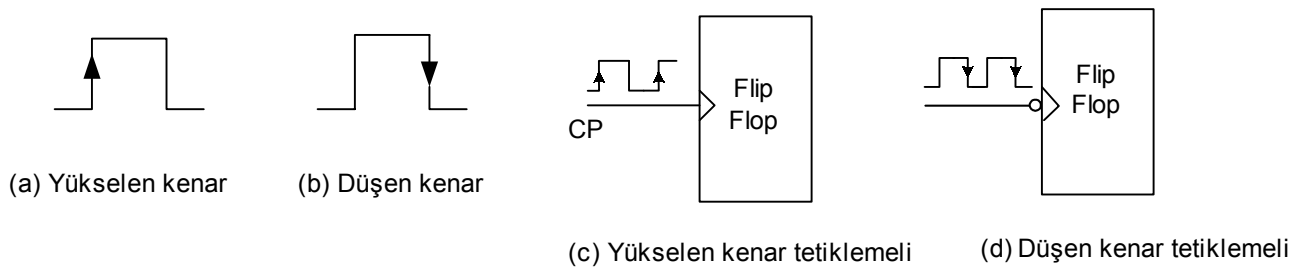 Flip
Flop
CP
Flip
Flop
(a) Yükselen kenar
(b) Düşen kenar
(c) Yükselen kenar tetiklemeli
(d) Düşen kenar tetiklemeli